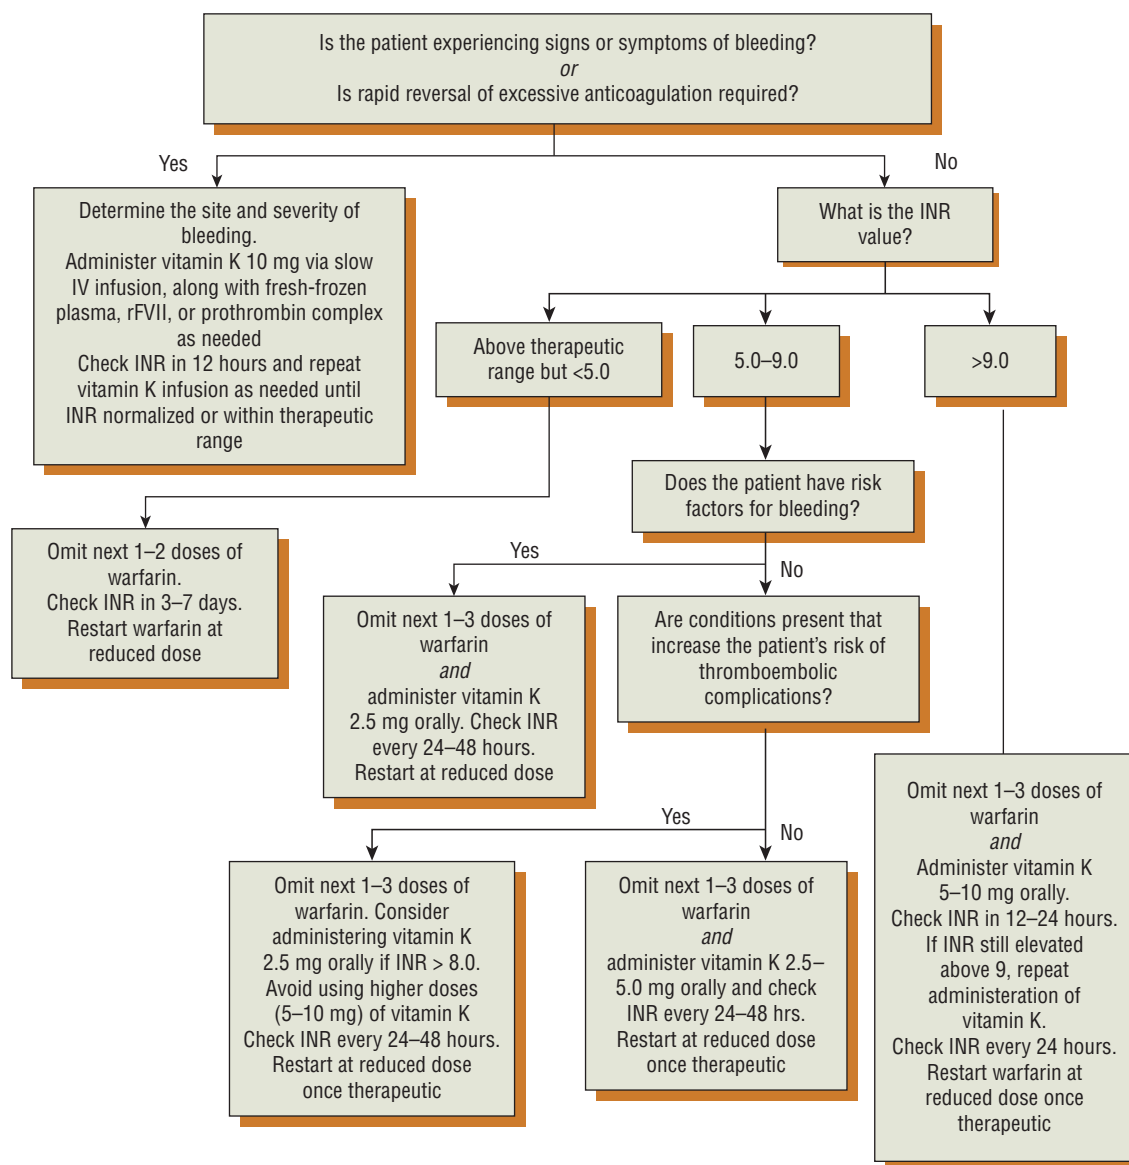 Is the patient experiencing signs or symptoms of bleeding?
or
Is rapid reversal of excessive anticoagulation required?
Yes
No
Determine the site and severity of
bleeding.
Administer vitamin K 10 mg via slow
IV infusion, along with fresh-frozen
plasma, rFVII, or prothrombin complex
as needed
Check INR in 12 hours and repeat
vitamin K infusion as needed until
INR normalized or within therapeutic
range
What is the INR
value?
Above therapeutic
range but <5.0
5.0–9.0
>9.0
Does the patient have risk
factors for bleeding?
Omit next 1–2 doses of
warfarin.
Check INR in 3–7 days.
Restart warfarin at
reduced dose
Yes
No
Omit next 1–3 doses of
warfarin
and
administer vitamin K
2.5 mg orally. Check INR
every 24–48 hours.
Restart at reduced dose
Are conditions present that
increase the patient's risk of
thromboembolic
complications?
Yes
No
Omit next 1–3 doses of
warfarin. Consider
administering vitamin K
2.5 mg orally if INR > 8.0.
Avoid using higher doses
(5–10 mg) of vitamin K
Check INR every 24–48 hours.
Restart at reduced dose
once therapeutic
Omit next 1–3 doses of
warfarin
and
administer vitamin K 2.5–
5.0 mg orally and check
INR every 24–48 hrs.
Restart at reduced dose
once therapeutic
Omit next 1–3 doses of
warfarin
and
Administer vitamin K
5–10 mg orally.
Check INR in 12–24 hours.
If INR still elevated
above 9, repeat
administeration of
vitamin K.
Check INR every 24 hours.
Restart warfarin at
reduced dose once
therapeutic